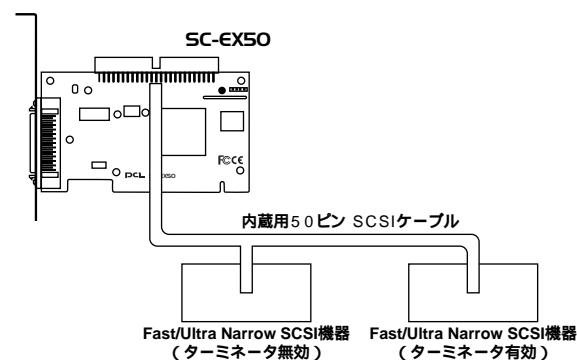 SC-EX50
FC CE
PCL EX50
内蔵用50ピン SCSIケーブル
Fast/Ultra Narrow SCSI機器
（ターミネータ無効）
Fast/Ultra Narrow SCSI機器
（ターミネータ有効）